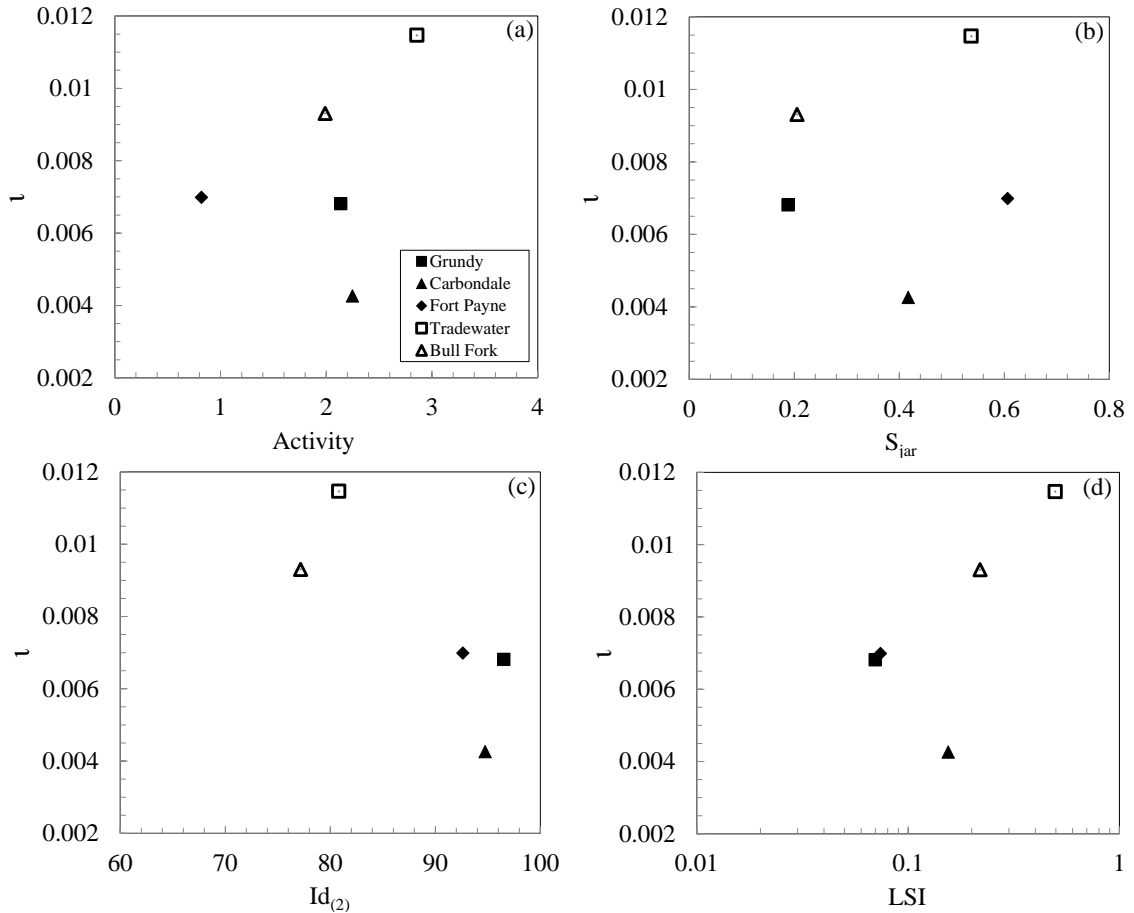 0.012
(a)
0.01
0.008
0.006
0.004
0.002
ι
0 1 2 3 4
Activity
Grundy
Carbondale
Fort Payne
Tradewater
Bull Fork
0.012
(b)
0.01
0.008
0.006
0.004
0.002
ι
0 0.2 0.4 0.6 0.8
S_jar
0.012
(c)
0.01
0.008
0.006
0.004
0.002
ι
60 70 80 90 100
Id_(2)
0.012
(d)
0.01
0.008
0.006
0.004
0.002
ι
0.01 0.1 1
LSI